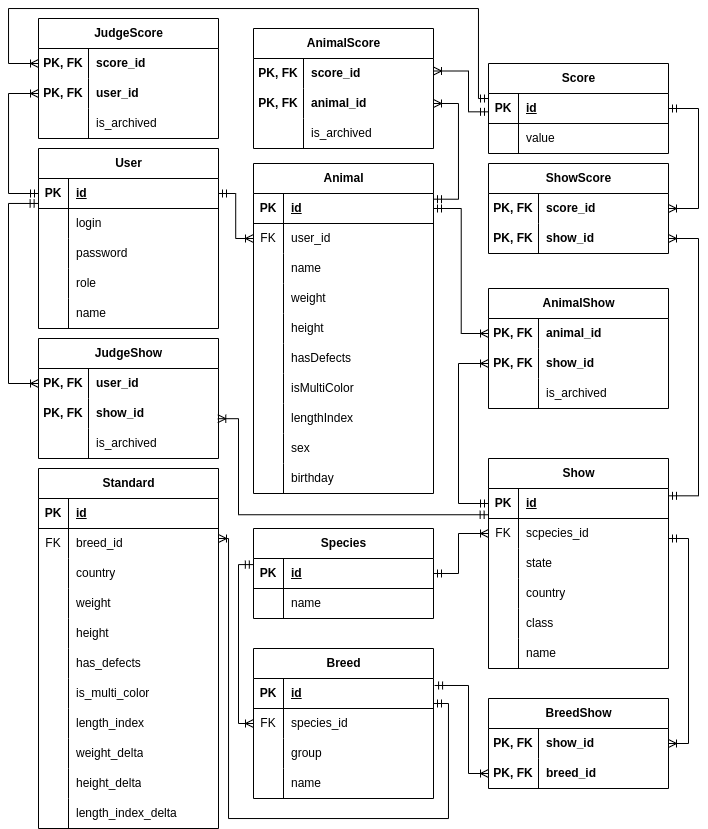 JudgeScore
PK, FK score_id
PK, FK user_id
is_archived
User
PK id
login
password
role
name
JudgeShow
PK, FK user_id
PK, FK show_id
is_archived
Standard
PK id
FK breed_id
country
weight
height
has_defects
is_multi_color
length_index
weight_delta
height_delta
length_index_delta
AnimalScore
PK, FK score_id
PK, FK animal_id
is_archived
Animal
PK id
FK user_id
name
weight
height
hasDefects
isMultiColor
lengthIndex
sex
birthday
Species
PK id
name
Breed
PK id
FK species_id
group
name
Score
PK id
value
ShowScore
PK, FK score_id
PK, FK show_id
AnimalShow
PK, FK animal_id
PK, FK show_id
is_archived
Show
PK id
FK scpecies_id
state
country
class
name
BreedShow
PK, FK show_id
PK, FK breed_id